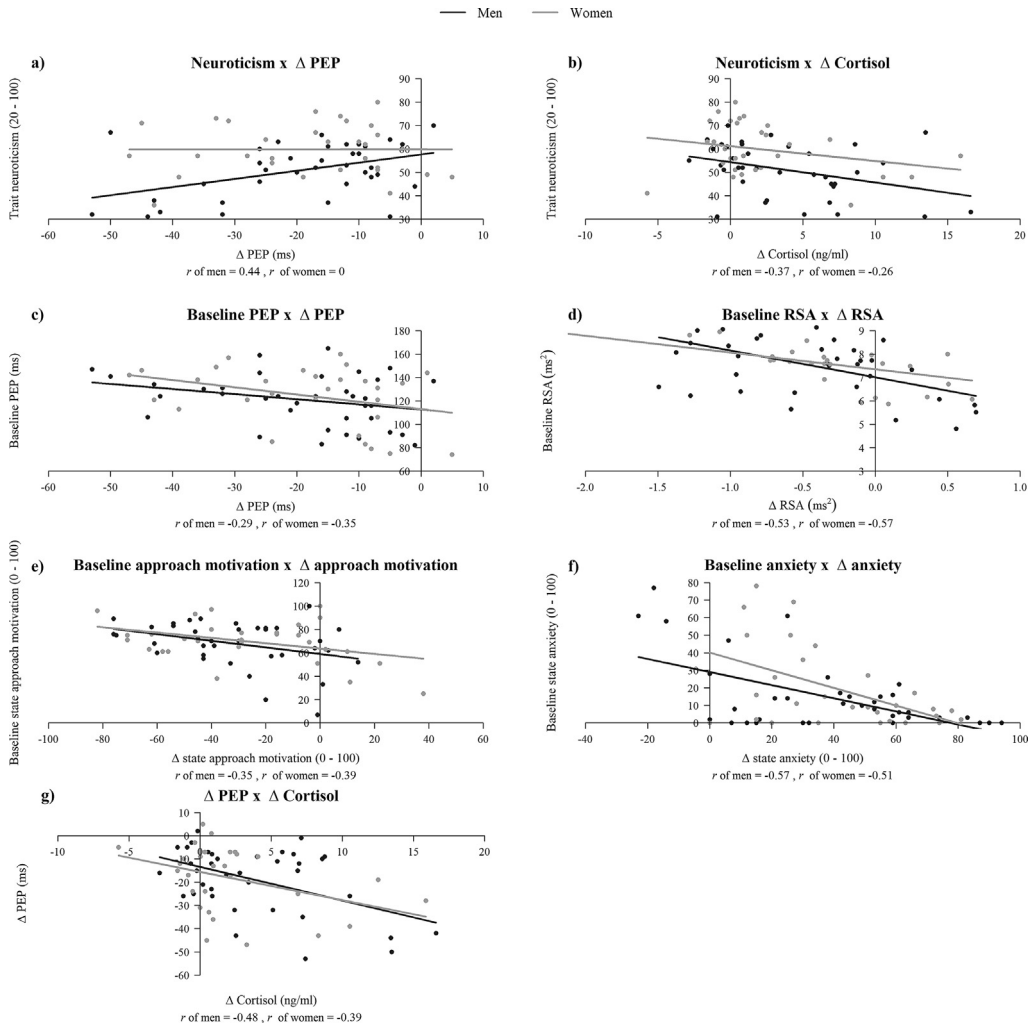 Men Women
a) Neuroticism x Δ PEP
Trait neuroticism (20 - 100)
90
80
70
60
50
40
30
-60 -50 -40 -30 -20 -10 0 10
Δ PEP (ms)
r of men = 0.44 , r of women = 0
b) Neuroticism x Δ Cortisol
Trait neuroticism (20 - 100)
90
80
70
60
50
40
30
-10 -5 0 5 10 15 20
Δ Cortisol (ng/ml)
r of men = -0.37 , r of women = -0.26
c) Baseline PEP x Δ PEP
Baseline PEP (ms)
180
160
140
120
100
80
60
-60 -50 -40 -30 -20 -10 0 10
Δ PEP (ms)
r of men = -0.29 , r of women = -0.35
d) Baseline RSA x Δ RSA
Baseline RSA (ms²)
9
8
7
6
5
4
3
-2.0 -1.5 -1.0 -0.5 0.0 0.5 1.0
Δ RSA (ms²)
r of men = -0.53 , r of women = -0.57
e) Baseline approach motivation x Δ approach motivation
Baseline state approach motivation (0 - 100)
120
100
80
60
40
20
0
-100 -80 -60 -40 -20 0 20 40 60
Δ state approach motivation (0 - 100)
r of men = -0.35 , r of women = -0.39
f) Baseline anxiety x Δ anxiety
Baseline state anxiety (0 - 100)
80
70
60
50
40
30
20
10
0
-40 -20 0 20 40 60 80 100
Δ state anxiety (0 - 100)
r of men = -0.57 , r of women = -0.51
g) Δ PEP x Δ Cortisol
Δ PEP (ms)
10
0
-10
-20
-30
-40
-50
-60
-10 -5 0 5 10 15 20
Δ Cortisol (ng/ml)
r of men = -0.48 , r of women = -0.39